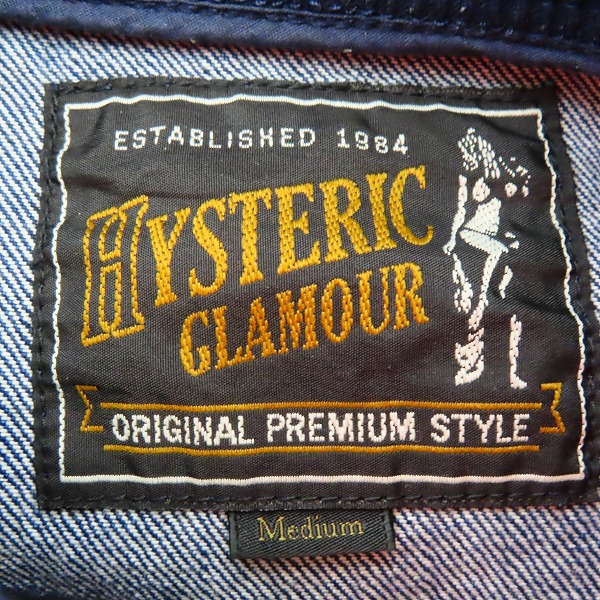 ESTABLISHED 1984
HYSTERIC
GLAMOUR
ORIGINAL PREMIUM STYLE
Medium